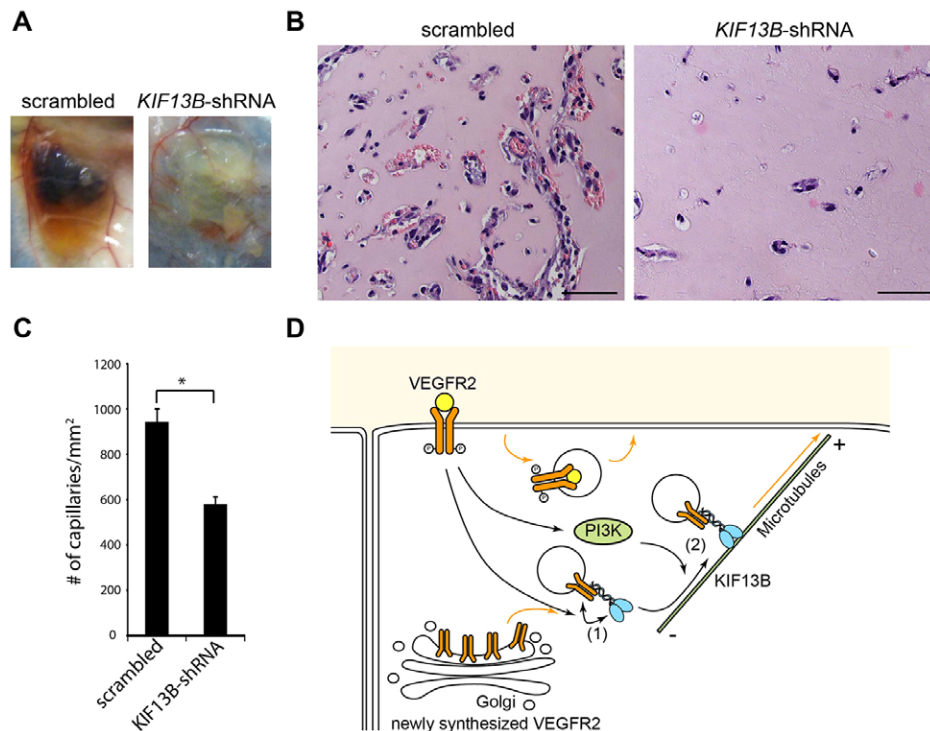 A
scrambled
KIF13B-shRNA
B
scrambled
KIF13B-shRNA
C
# of capillaries/mm²
1200
1000
800
600
400
200
0
*
scrambled
KIF13B-shRNA
D
VEGFR2
P
P
P
P
PI3K
(1)
(2)
+
Microtubules
KIF13B
-
Golgi
newly synthesized VEGFR2